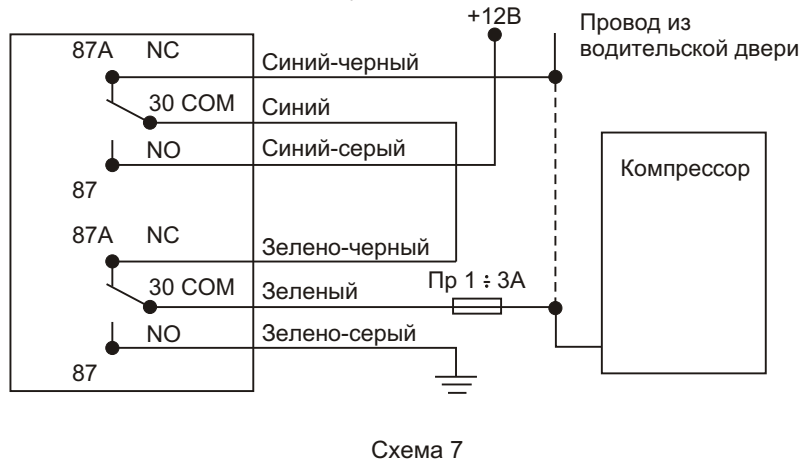 +12В
Провод из
водительской двери
87A NC
Синий-черный
30 COM
Синий
NO
Синий-серый
87
Компрессор
87A NC
Зелено-черный
30 COM
Зеленый
Пр 1 ÷ 3А
NO
Зелено-серый
87
Схема 7